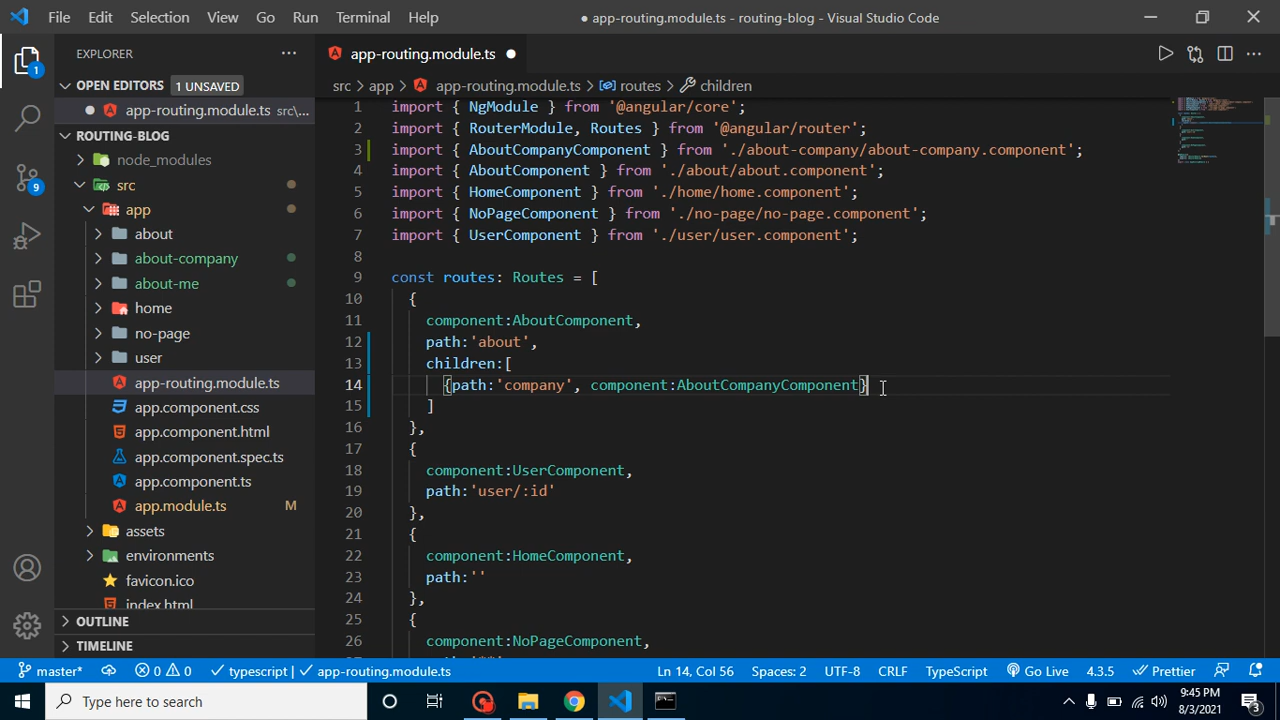 File Edit Selection View Go Run Terminal Help
● app-routing.module.ts - routing-blog - Visual Studio Code
EXPLORER
OPEN EDITORS 1 UNSAVED
app-routing.module.ts src\...
ROUTING-BLOG
node_modules
src
app
about
about-company
about-me
home
no-page
user
app-routing.module.ts
app.component.css
app.component.html
app.component.spec.ts
app.component.ts
app.module.ts M
assets
environments
favicon.ico
index.html
OUTLINE
TIMELINE
1
9
app-routing.module.ts
src > app > app-routing.module.ts > routes > children
1 import { NgModule } from '@angular/core';
2 import { RouterModule, Routes } from '@angular/router';
3 import { AboutCompanyComponent } from './about-company/about-company.component';
4 import { AboutComponent } from './about/about.component';
5 import { HomeComponent } from './home/home.component';
6 import { NoPageComponent } from './no-page/no-page.component';
7 import { UserComponent } from './user/user.component';
8
9 const routes: Routes = [
10 {
11 component:AboutComponent,
12 path:'about',
13 children:[
14 {path:'company', component:AboutCompanyComponent}
15 ]
16 },
17 {
18 component:UserComponent,
19 path:'user/:id'
20 },
21 {
22 component:HomeComponent,
23 path:''
24 },
25 {
26 component:NoPageComponent,
master* 0 0 typescript | app-routing.module.ts Ln 14, Col 56 Spaces: 2 UTF-8 CRLF TypeScript Go Live 4.3.5 Prettier
Type here to search
9:45 PM
8/3/2021
3